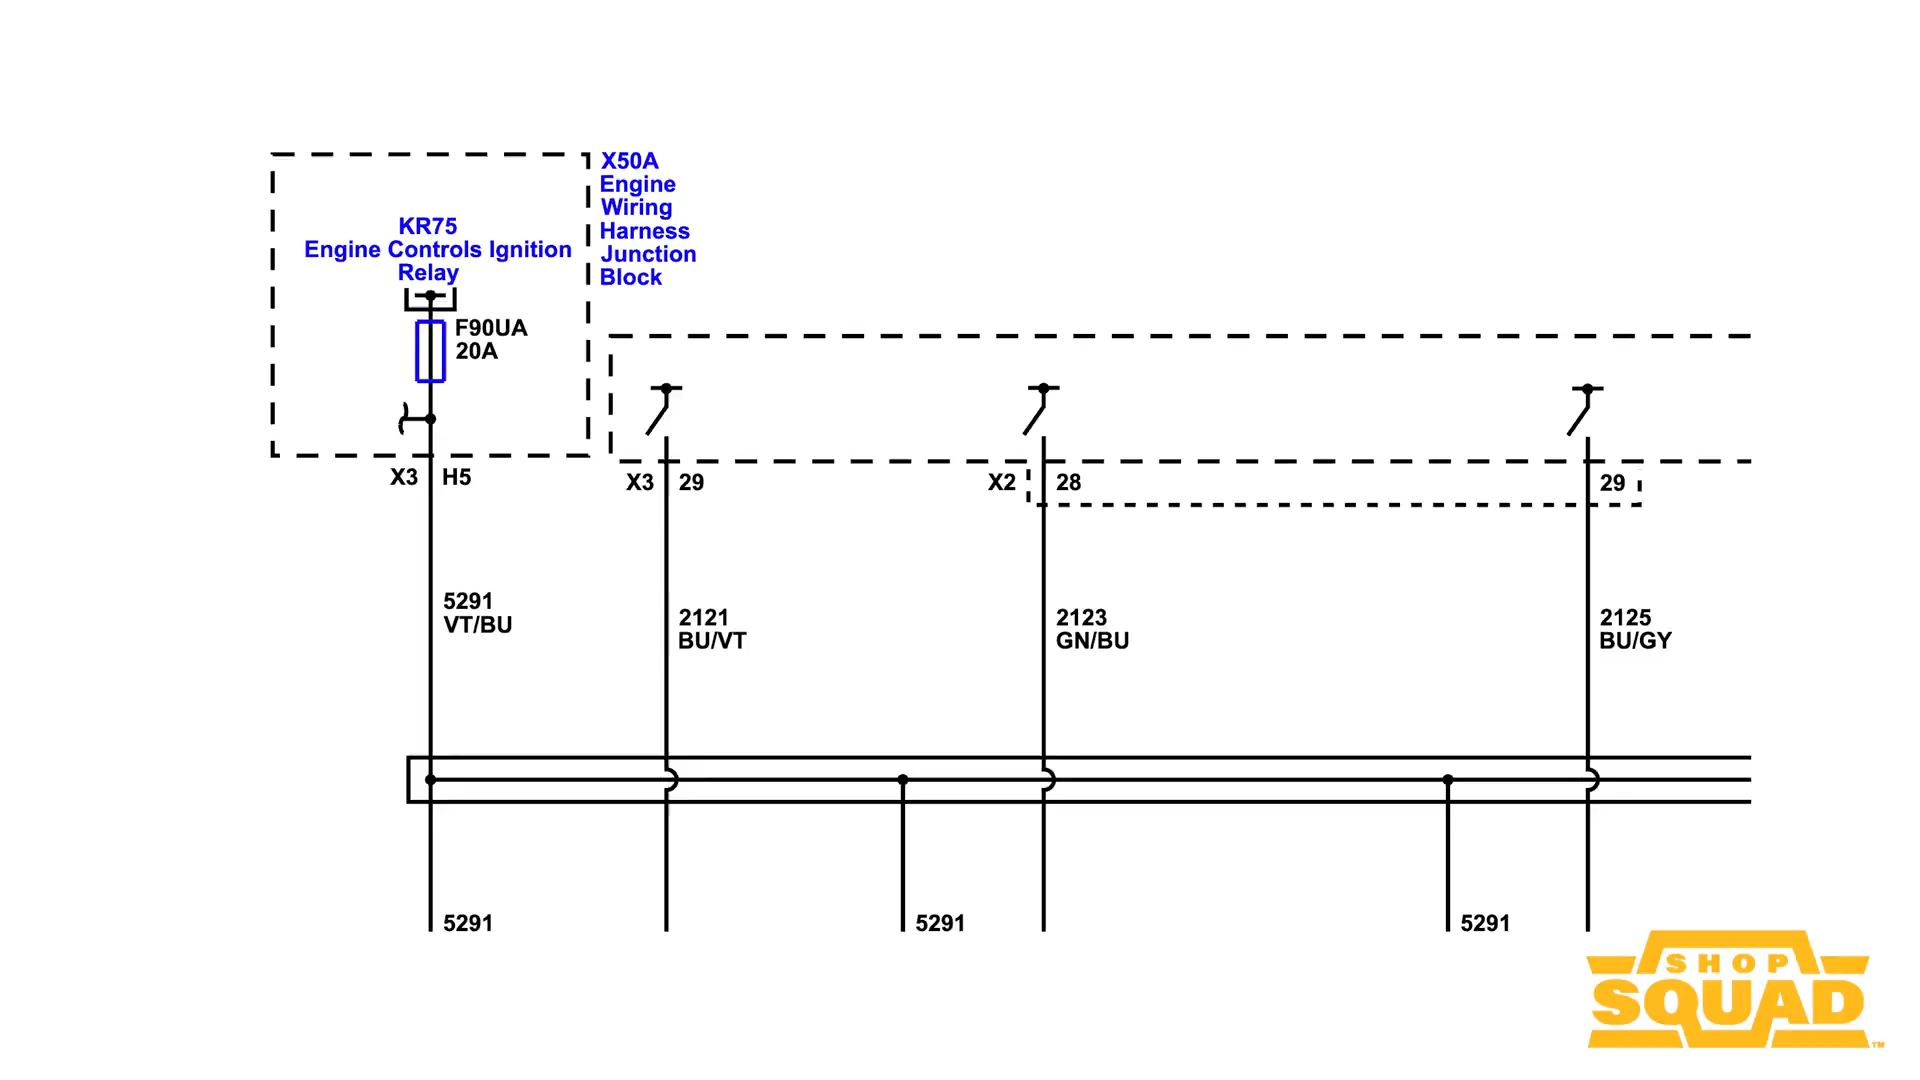 X50A
Engine
Wiring
Harness
Junction
Block
KR75
Engine Controls Ignition
Relay
F90UA
20A
X3 H5
X3 29
X2 28
29
5291
VT/BU
2121
BU/VT
2123
GN/BU
2125
BU/GY
5291
5291
5291
SHOP
SQUAD
TM